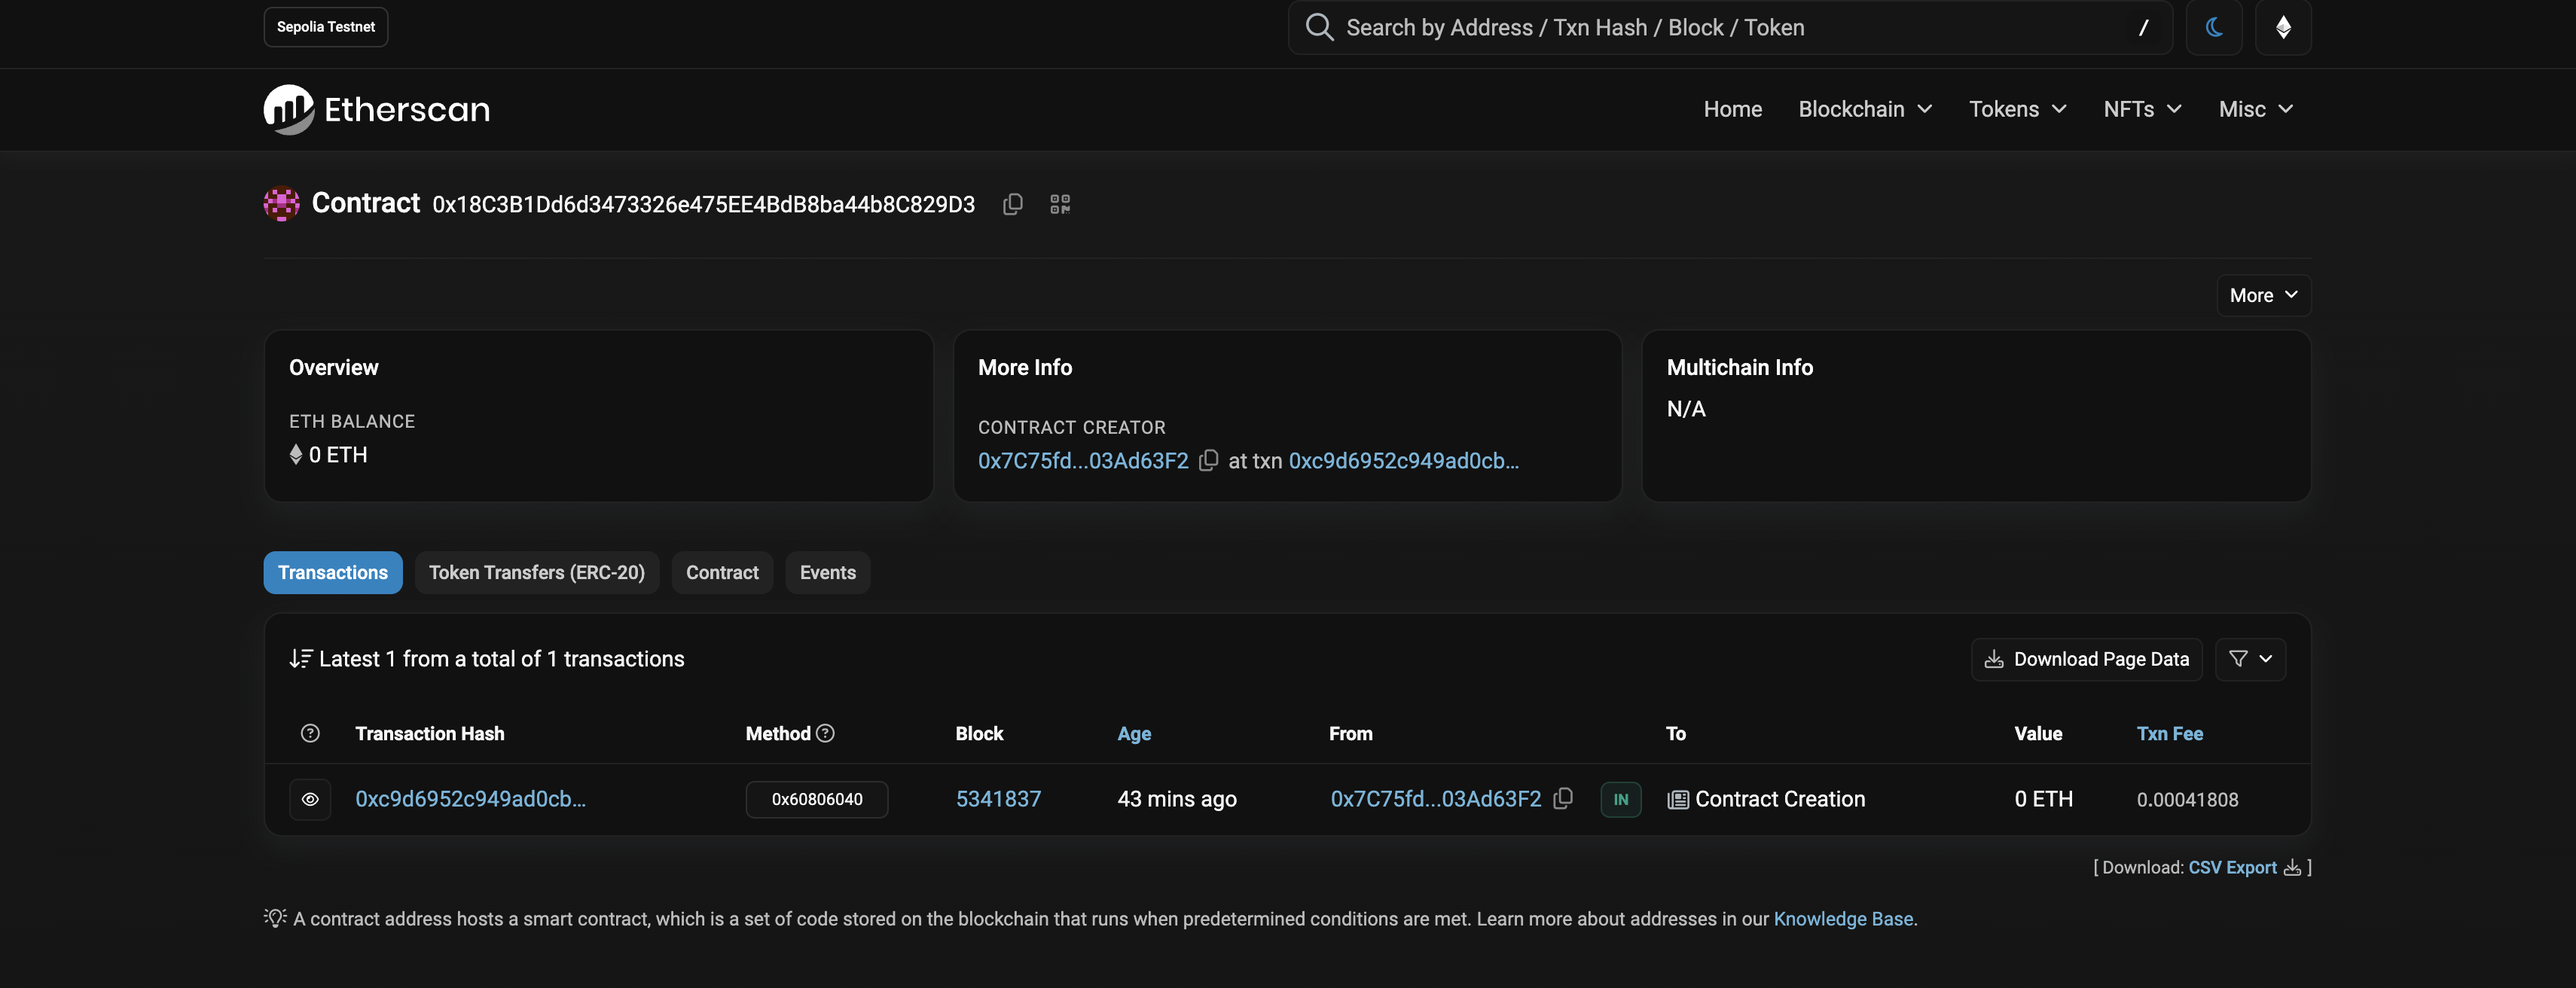 Sepolia Testnet
Search by Address / Txn Hash / Block / Token /
Etherscan
Home Blockchain Tokens NFTs Misc
Contract 0x18C3B1Dd6d3473326e475EE4BdB8ba44b8C829D3
More
Overview
ETH BALANCE
0 ETH
More Info
CONTRACT CREATOR
0x7C75fd...03Ad63F2 at txn 0xc9d6952c949ad0cb...
Multichain Info
N/A
Transactions Token Transfers (ERC-20) Contract Events
Latest 1 from a total of 1 transactions
Download Page Data
Transaction Hash Method Block Age From To Value Txn Fee
0xc9d6952c949ad0cb... 0x60806040 5341837 43 mins ago 0x7C75fd...03Ad63F2 IN Contract Creation 0 ETH 0.00041808
[ Download: CSV Export ]
A contract address hosts a smart contract, which is a set of code stored on the blockchain that runs when predetermined conditions are met. Learn more about addresses in our Knowledge Base.